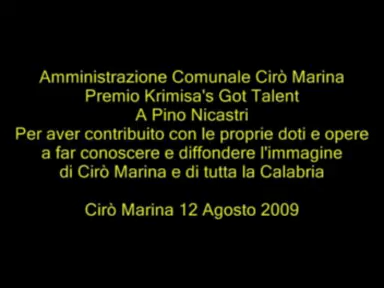 Amministrazione Comunale Cirò Marina
Premio Krimisa's Got Talent
A Pino Nicastri
Per aver contribuito con le proprie doti e opere
a far conoscere e diffondere l'immagine
di Cirò Marina e di tutta la Calabria
Cirò Marina 12 Agosto 2009